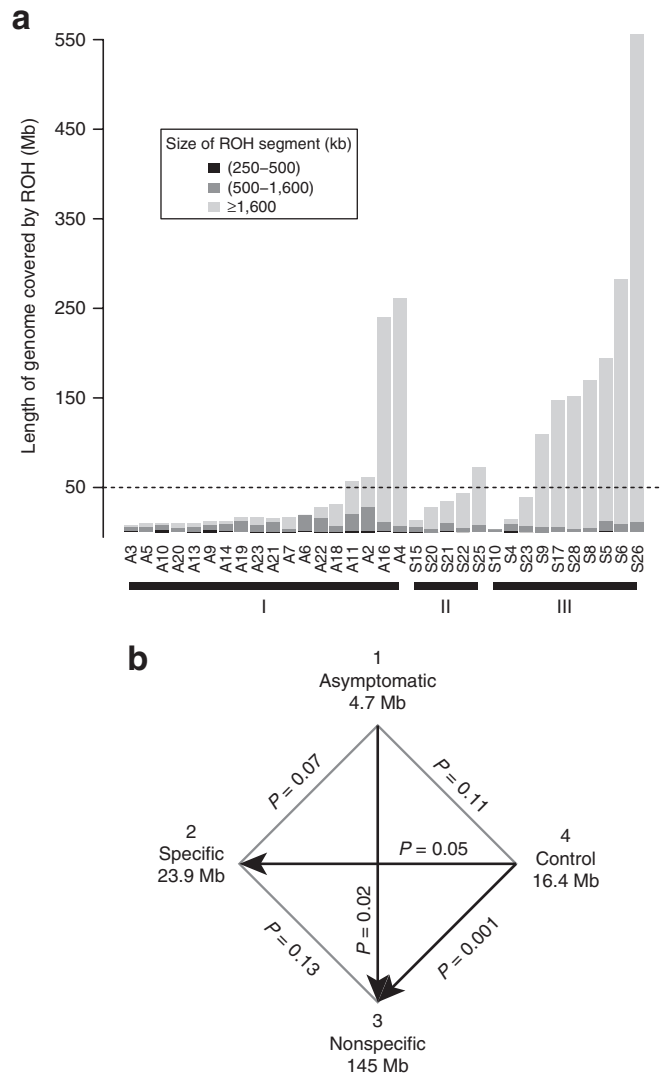 a
Length of genome covered by ROH (Mb)
550
450
350
250
150
50
Size of ROH segment (kb)
(250–500)
(500–1,600)
≥1,600
A3 A5 A10 A20 A13 A9 A14 A19 A23 A21 A7 A6 A22 A18 A11 A2 A16 A4 S15 S20 S21 S22 S25 S10 S4 S23 S9 S17 S28 S8 S5 S6 S26
I II III
b
1
Asymptomatic
4.7 Mb
P = 0.07
P = 0.11
2
Specific
23.9 Mb
P = 0.05
4
Control
16.4 Mb
P = 0.02
P = 0.13
P = 0.001
3
Nonspecific
145 Mb